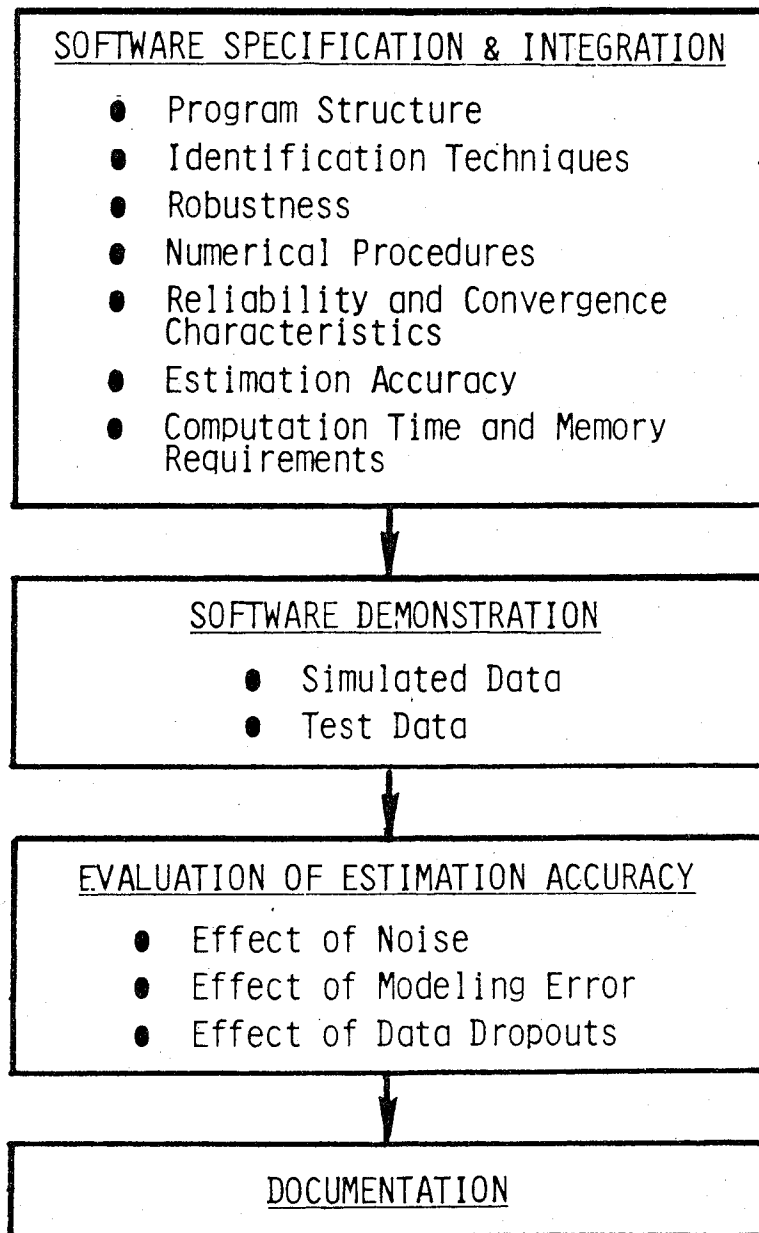 SOFTWARE SPECIFICATION & INTEGRATION
● Program Structure
● Identification Techniques
● Robustness
● Numerical Procedures
● Reliability and Convergence
Characteristics
● Estimation Accuracy
● Computation Time and Memory
Requirements
SOFTWARE DEMONSTRATION
● Simulated Data
● Test Data
EVALUATION OF ESTIMATION ACCURACY
● Effect of Noise
● Effect of Modeling Error
● Effect of Data Dropouts
DOCUMENTATION